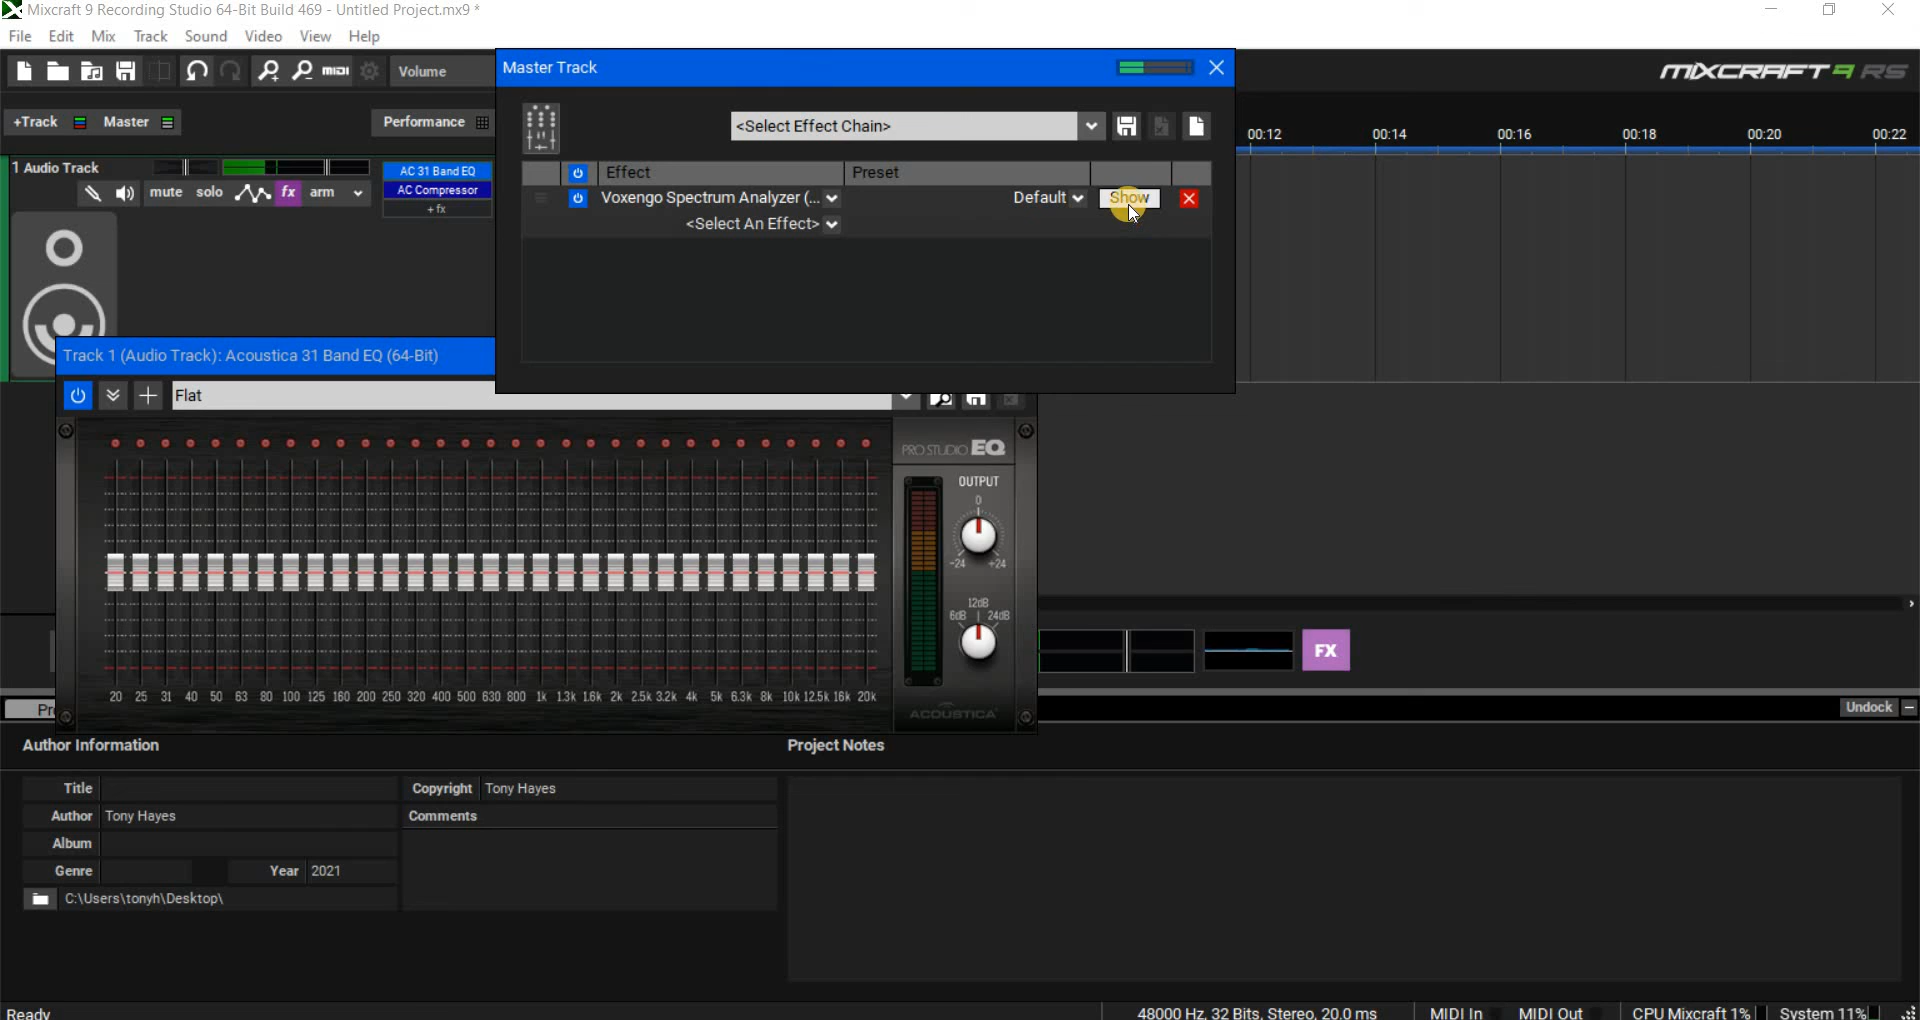 Mixcraft 9 Recording Studio 64-Bit Build 469 - Untitled Project.mx9 *
File Edit Mix Track Sound Video View Help
MIDI Volume
Master Track
MIXCRAFT 9 RS
+Track Master Performance
<Select Effect Chain>
00:12 00:14 00:16 00:18 00:20 00:22
1 Audio Track
AC 31 Band EQ
Effect Preset
mute solo fx arm
AC Compressor
+ fx
Voxengo Spectrum Analyzer (... Default Show
<Select An Effect>
Track 1 (Audio Track): Acoustica 31 Band EQ (64-Bit)
Flat
PRO STUDIO EQ
OUTPUT
0
-24 +24
12dB
6dB 24dB
FX
20 25 31 40 50 63 80 100 125 160 200 250 320 400 500 630 800 1k 1.3k 1.6k 2k 2.5k 3.2k 4k 5k 6.3k 8k 10k 12.5k 16k 20k
ACOUSTICA
Undock
Author Information
Project Notes
Title
Copyright Tony Hayes
Author Tony Hayes
Comments
Album
Genre Year 2021
C:\Users\tonyh\Desktop\
Ready
48000 Hz, 32 Bits, Stereo, 20.0 ms MIDI In MIDI Out CPU Mixcraft 1% System 11%